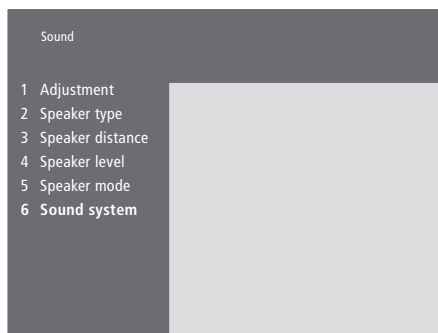 Sound
1 Adjustment
2 Speaker type
3 Speaker distance
4 Speaker level
5 Speaker mode
6 Sound system